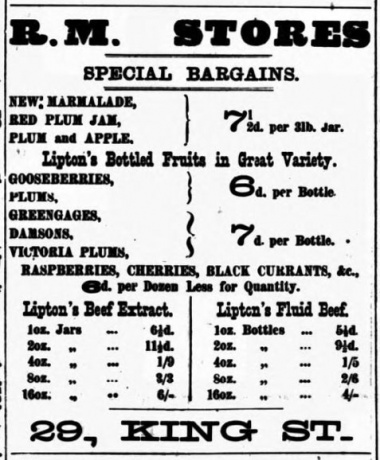 R.M. STORES
SPECIAL BARGAINS.
NEW MARMALADE,
RED PLUM JAM,
PLUM and APPLE.
7½d. per 3lb. Jar.
Lipton's Bottled Fruits in Great Variety.
GOOSEBERRIES,
PLUMS,
6d. per Bottle.
GREENGAGES,
DAMSONS,
VICTORIA PLUMS,
7d. per Bottle.
RASPBERRIES, CHERRIES, BLACK CURRANTS, &c.,
6d. per Dozen Less for Quantity.
Lipton's Beef Extract.
1oz. Jars ... 6½d.
2oz. „ ... 11½d.
4oz. „ ... 1/9
8oz. „ ... 3/3
16oz. „ ... 6/-
Lipton's Fluid Beef.
1oz. Bottles ... 5½d.
2oz. „ ... 9½d.
4oz. „ ... 1/5
8oz. „ ... 2/6
16oz. „ ... 4/-
29, KING ST.